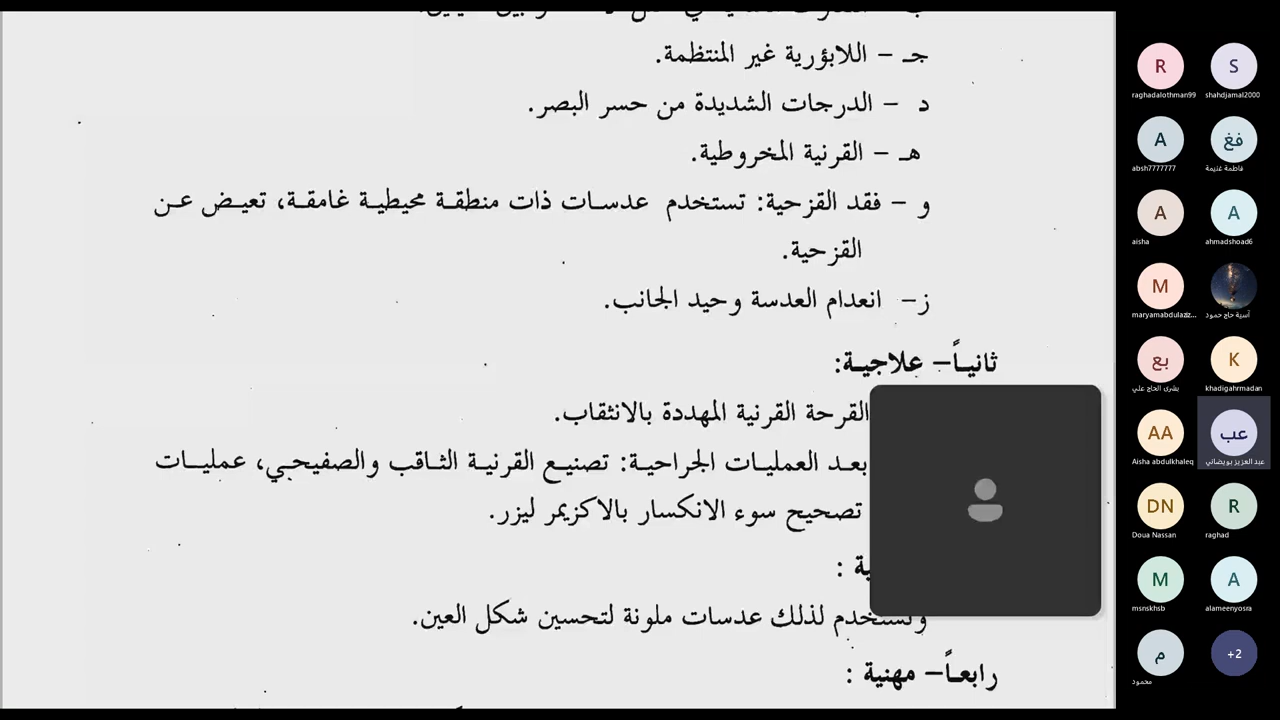 جـ – اللابؤرية غير المنتظمة.
د – الدرجات الشديدة من حسر البصر.
هـ – القرنية المخروطية.
و – فقد القزحية: تستخدم عدسات ذات منطقة محيطية غامقة، تعيض عن
القزحية.
ز– انعدام العدسة وحيد الجانب.
ثانياً– علاجية:
القرحة القرنية المهددة بالانثقاب.
بعد العمليات الجراحية: تصنيع القرنية الثاقب والصفيحي، عمليات
تصحيح سوء الانكسار بالاكزيمر ليزر.
ية :
وتستخدم لذلك عدسات ملونة لتحسين شكل العين.
رابعاً– مهنية :
R
S
raghadalothman99
shahdjamal2000
A
فغ
absh7777777
فاطمة غنيمة
A
A
aisha
ahmadshoad6
M
maryamabdulaziz...
آسية حاج حمود
بع
K
بشرى الحاج علي
khadigahrmadan
AA
عب
Aisha abdulkhaleq
عبد العزيز بويضاني
DN
R
Doua Nassan
raghad
M
A
msnskhsb
alameenyosra
م
+2
محمود